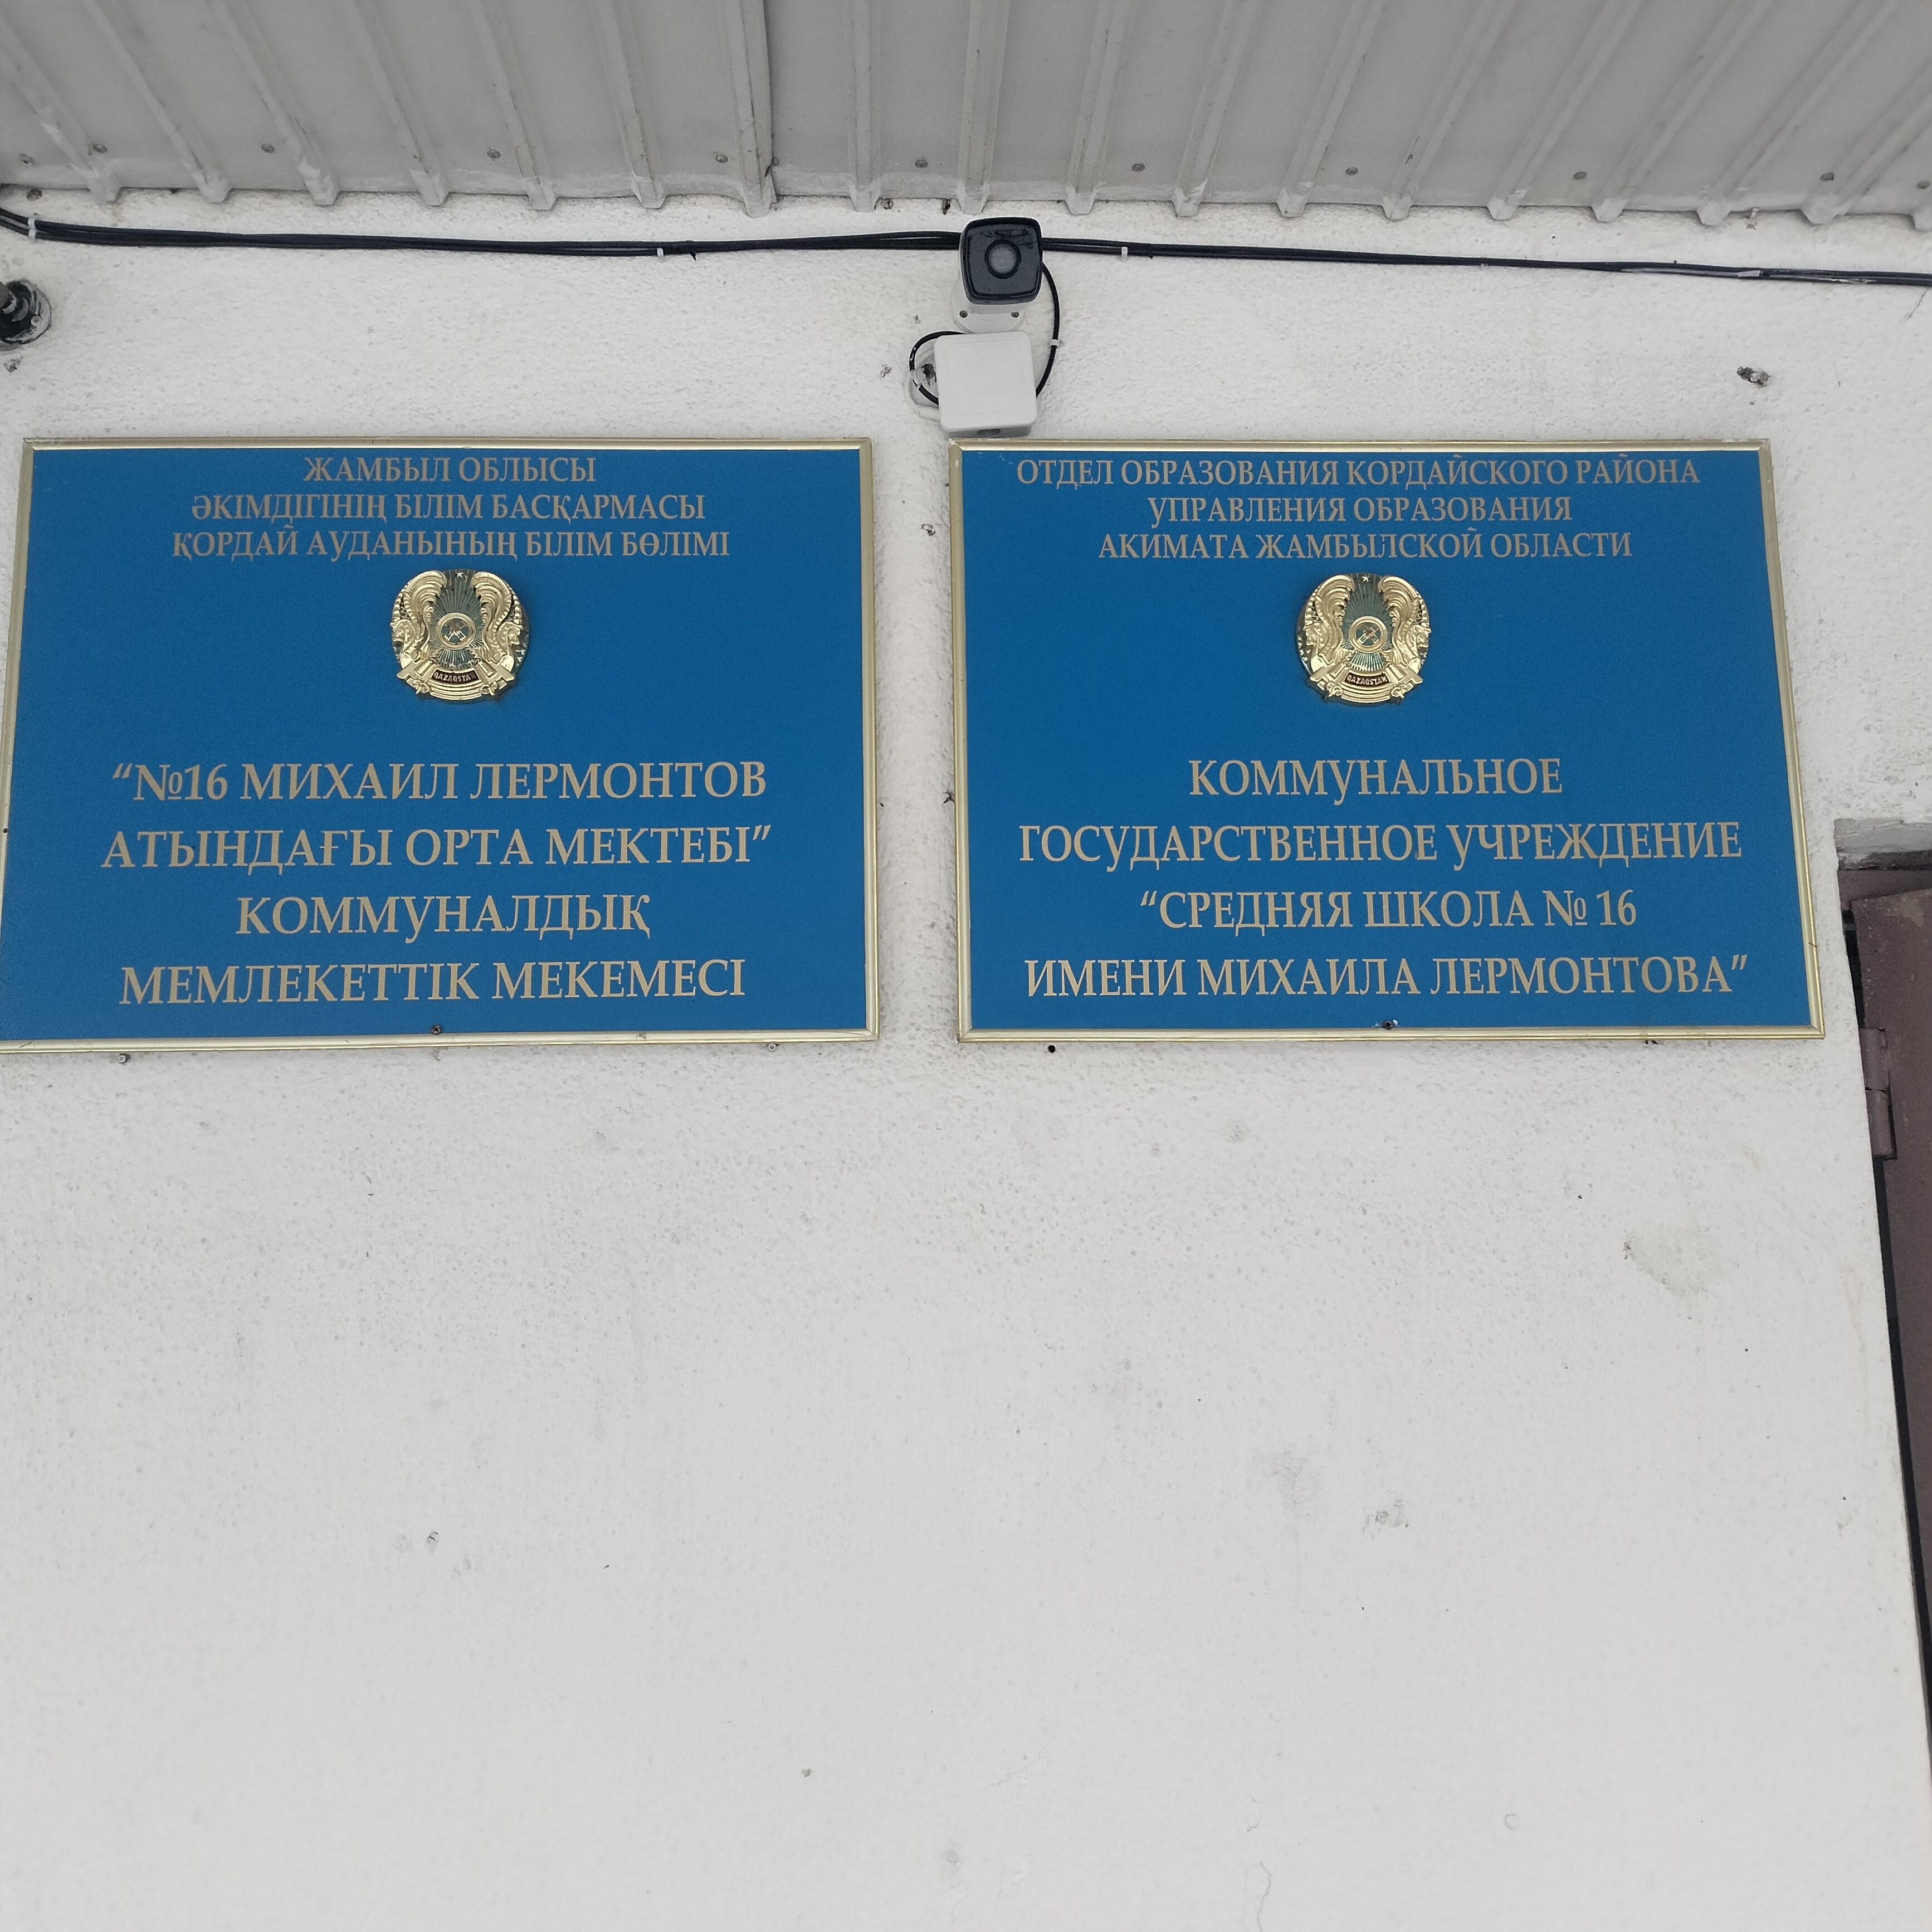 ЖАМБЫЛ ОБЛЫСЫ
ӘКІМДІГІНІҢ БІЛІМ БАСҚАРМАСЫ
ҚОРДАЙ АУДАНЫНЫҢ БІЛІМ БӨЛІМІ
QAZAQSTAN
“№16 МИХАИЛ ЛЕРМОНТОВ
АТЫНДАҒЫ ОРТА МЕКТЕБІ”
КОММУНАЛДЫҚ
МЕМЛЕКЕТТІК МЕКЕМЕСІ
ОТДЕЛ ОБРАЗОВАНИЯ КОРДАЙСКОГО РАЙОНА
УПРАВЛЕНИЯ ОБРАЗОВАНИЯ
АКИМАТА ЖАМБЫЛСКОЙ ОБЛАСТИ
QAZAQSTAN
КОММУНАЛЬНОЕ
ГОСУДАРСТВЕННОЕ УЧРЕЖДЕНИЕ
“СРЕДНЯЯ ШКОЛА № 16
ИМЕНИ МИХАИЛА ЛЕРМОНТОВА”